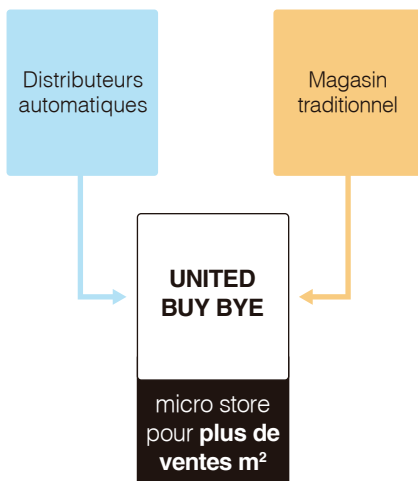 Distributeurs
automatiques
Magasin
traditionnel
UNITED
BUY BYE
micro store
pour plus de
ventes m²